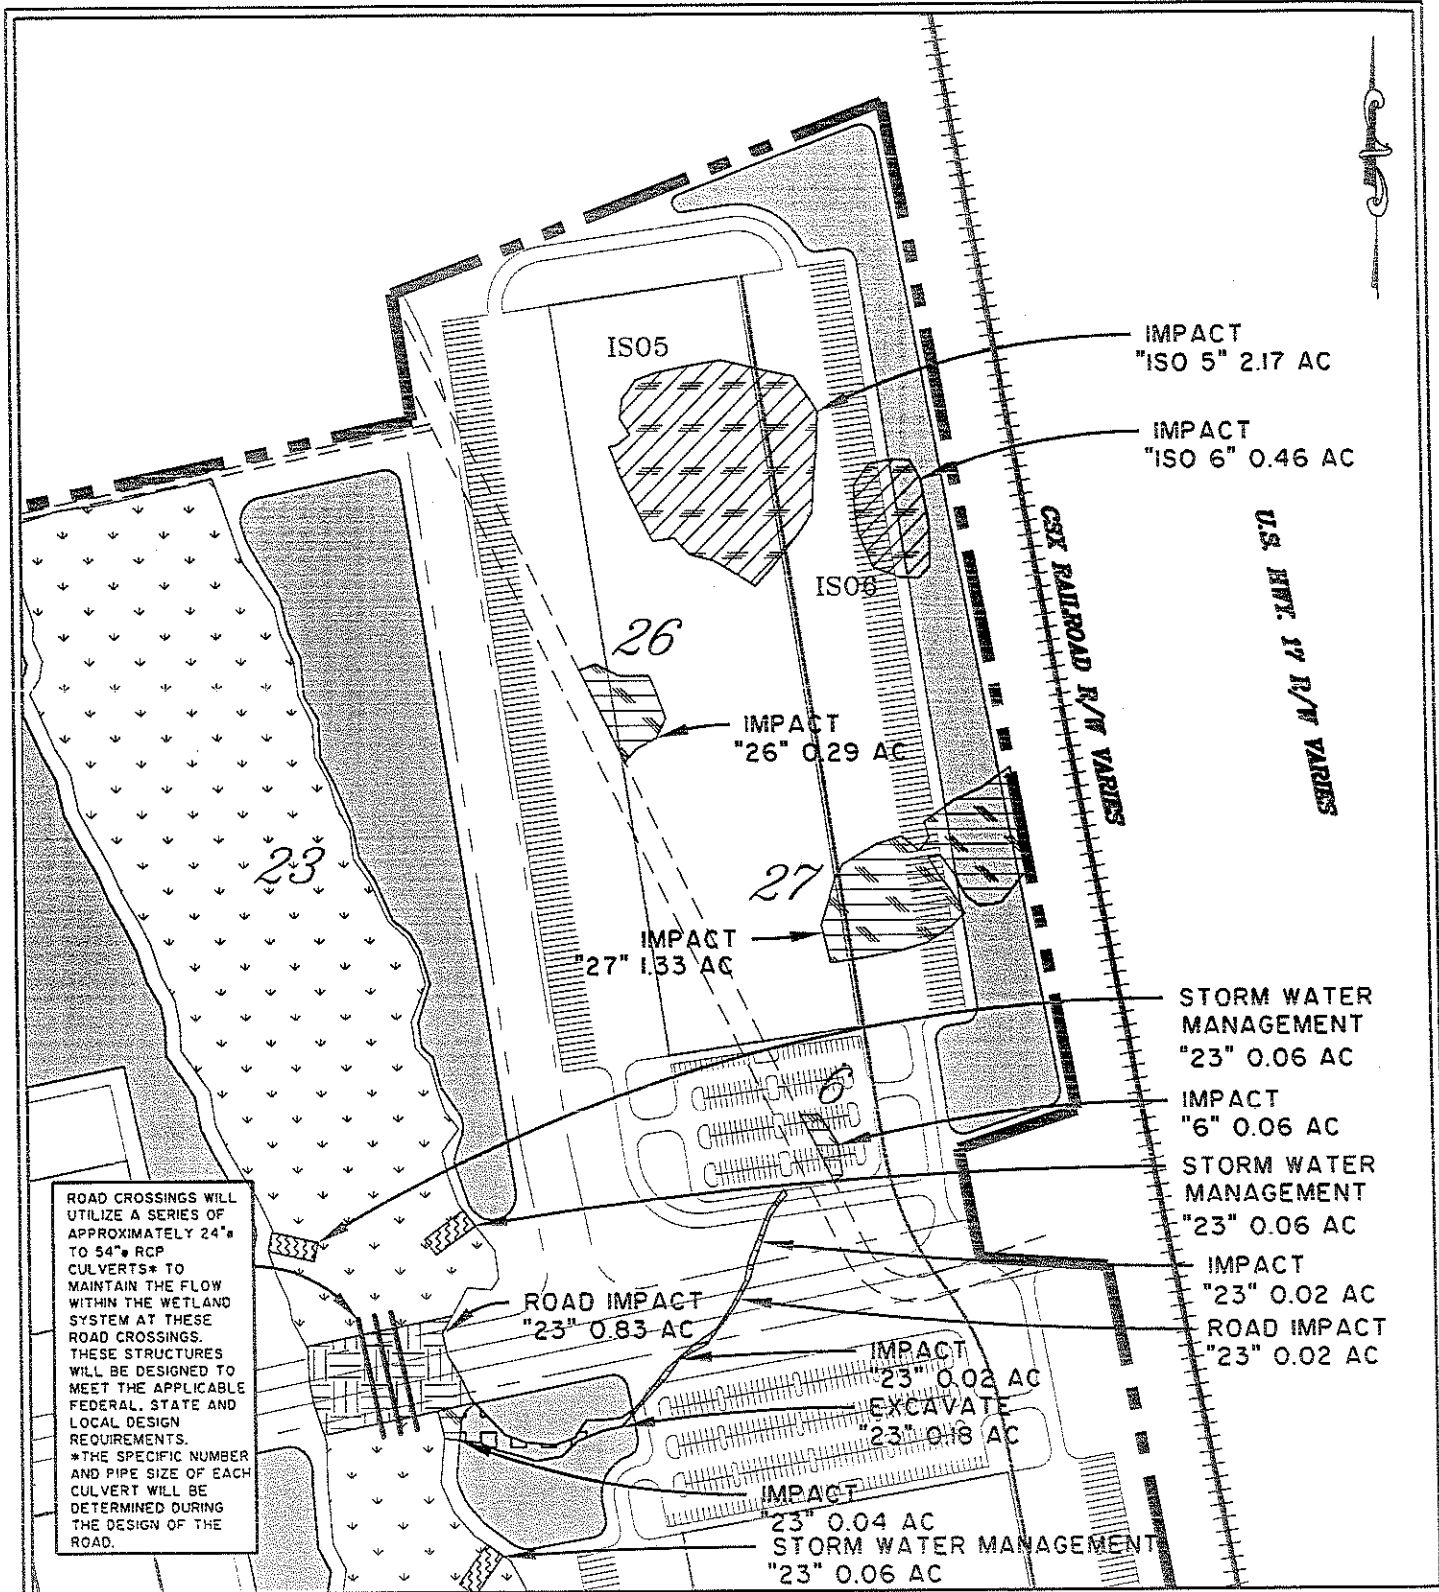 IS05
IMPACT
"ISO 5" 2.17 AC
IMPACT
"ISO 6" 0.46 AC
IS06
CSX RAILROAD R/W VARIES
U.S. HWY. 17 R/W VARIES
26
IMPACT
"26" 0.29 AC
23
27
IMPACT
"27" 1.33 AC
STORM WATER
MANAGEMENT
"23" 0.06 AC
6
IMPACT
"6" 0.06 AC
STORM WATER
MANAGEMENT
"23" 0.06 AC
IMPACT
"23" 0.02 AC
ROAD IMPACT
"23" 0.02 AC
ROAD IMPACT
"23" 0.83 AC
IMPACT
"23" 0.02 AC
EXCAVATE
"23" 0.18 AC
IMPACT
"23" 0.04 AC
STORM WATER MANAGEMENT
"23" 0.06 AC
ROAD CROSSINGS WILL
UTILIZE A SERIES OF
APPROXIMATELY 24"ø
TO 54"ø RCP
CULVERTS* TO
MAINTAIN THE FLOW
WITHIN THE WETLAND
SYSTEM AT THESE
ROAD CROSSINGS.
THESE STRUCTURES
WILL BE DESIGNED TO
MEET THE APPLICABLE
FEDERAL, STATE AND
LOCAL DESIGN
REQUIREMENTS.
*THE SPECIFIC NUMBER
AND PIPE SIZE OF EACH
CULVERT WILL BE
DETERMINED DURING
THE DESIGN OF THE
ROAD.